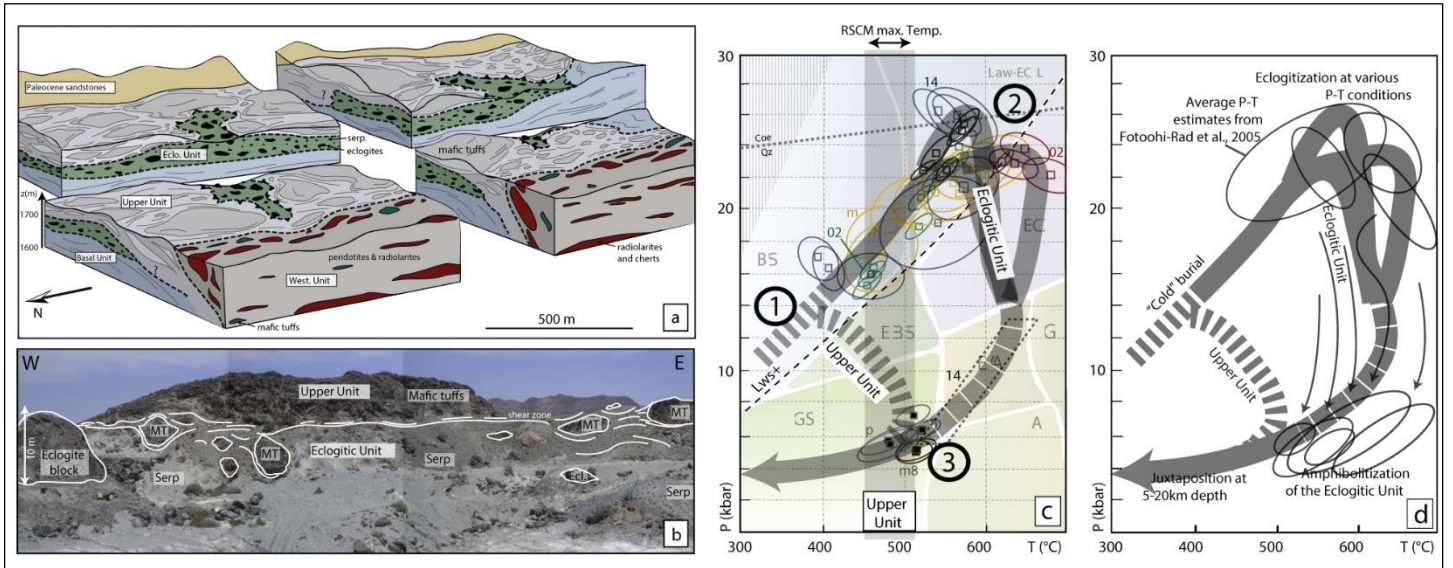 Paleocene sandstones
?
serp.
eclogites
Eclo. Unit
mafic tuffs
z(m)
1700
1600
Upper Unit
Basal Unit
?
peridotites & radiolarites
West. Unit
radiolarites
and cherts
mafic tuffs
N
500 m
a
W
E
Upper Unit
Mafic tuffs
shear zone
MT
MT
MT
MT
10 m
Eclogite
block
Eclogitic Unit
Serp
Serp
Ecl.
Serp
b
RSCM max. Temp.
30
20
10
P (kbar)
300
400
500
600
T (°C)
14
Law-EC L
2
Coe
Qz
02
m
02
BS
EC
Eclogitic Unit
1
EBS
Lws+
Upper Unit
G
14
A
GS
A
p
m8
3
Upper
Unit
c
Eclogitization at various
P-T conditions
Average P-T
estimates from
Fotoohi-Rad et al., 2005
Eclogitic Unit
"Cold" burial
Upper Unit
Juxtaposition at
5-20km depth
Amphibolitization
of the Eclogitic Unit
d
P (kbar)
300
400
500
600
T (°C)